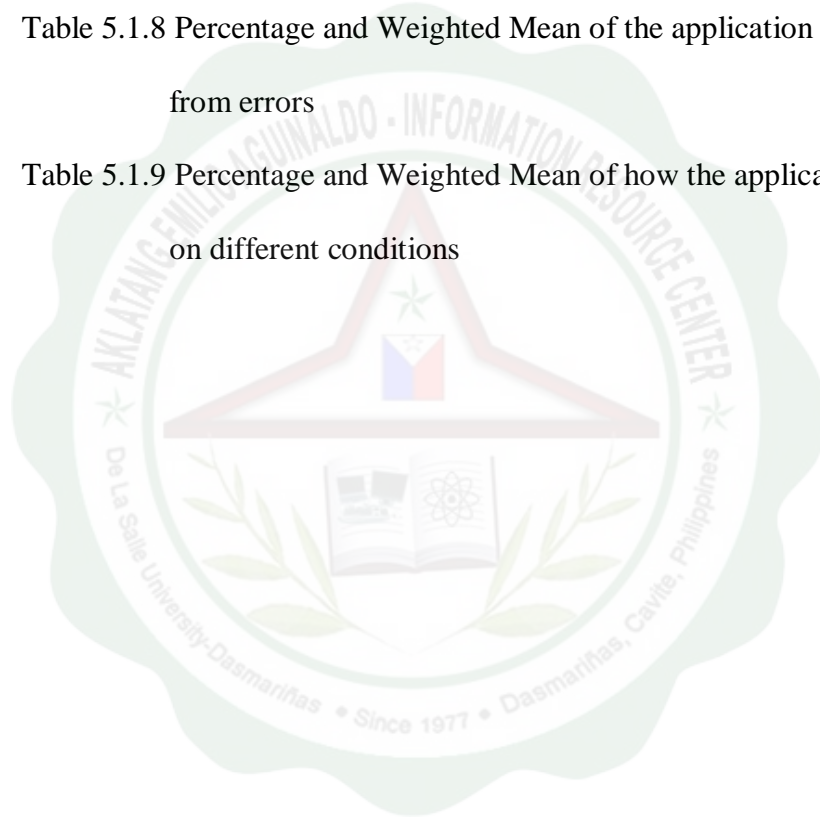 Table 5.1.8 Percentage and Weighted Mean of the application
from errors
Table 5.1.9 Percentage and Weighted Mean of how the applica
on different conditions
AKLATANG EMILIO AGUINALDO - INFORMATION RESOURCE CENTER
De La Salle University-Dasmariñas • Since 1977 • Dasmariñas, Cavite, Philippines